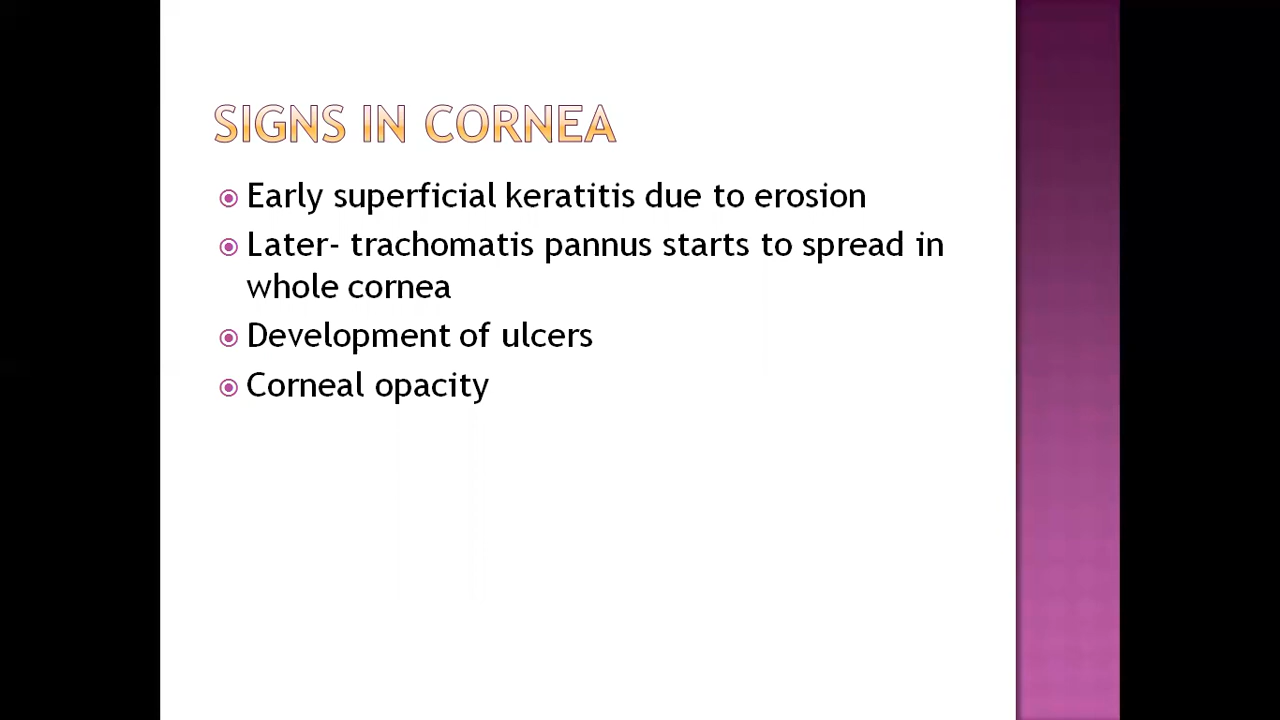 SIGNS IN CORNEA
Early superficial keratitis due to erosion
Later- trachomatis pannus starts to spread in
whole cornea
Development of ulcers
Corneal opacity